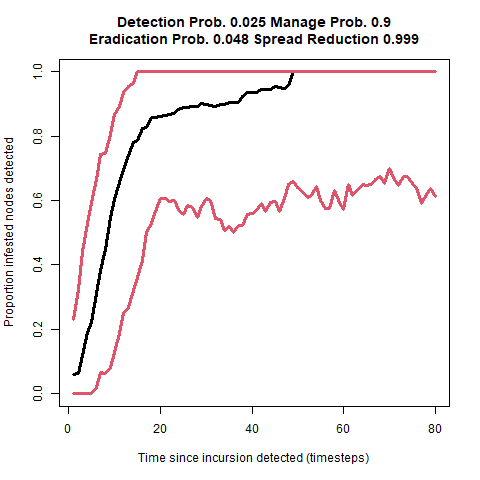 Detection Prob. 0.025 Manage Prob. 0.9
Eradication Prob. 0.048 Spread Reduction 0.999
Proportion infested nodes detected
1.0
0.8
0.6
0.4
0.2
0.0
0 20 40 60 80
Time since incursion detected (timesteps)